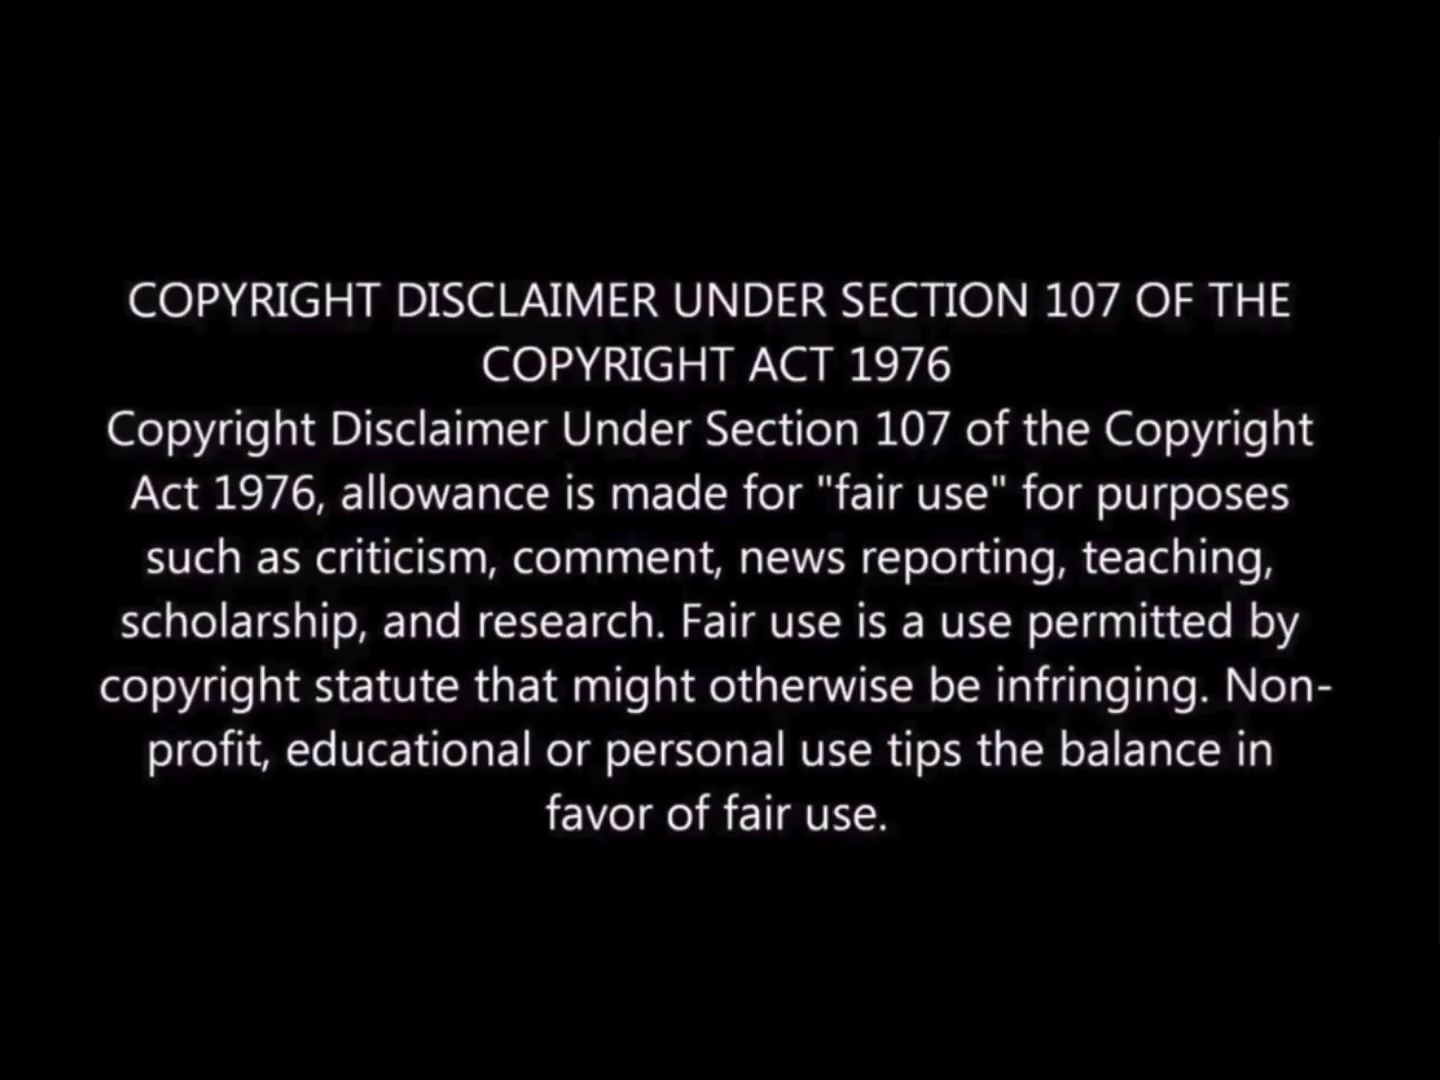 COPYRIGHT DISCLAIMER UNDER SECTION 107 OF THE
COPYRIGHT ACT 1976
Copyright Disclaimer Under Section 107 of the Copyright
Act 1976, allowance is made for "fair use" for purposes
such as criticism, comment, news reporting, teaching,
scholarship, and research. Fair use is a use permitted by
copyright statute that might otherwise be infringing. Non-
profit, educational or personal use tips the balance in
favor of fair use.